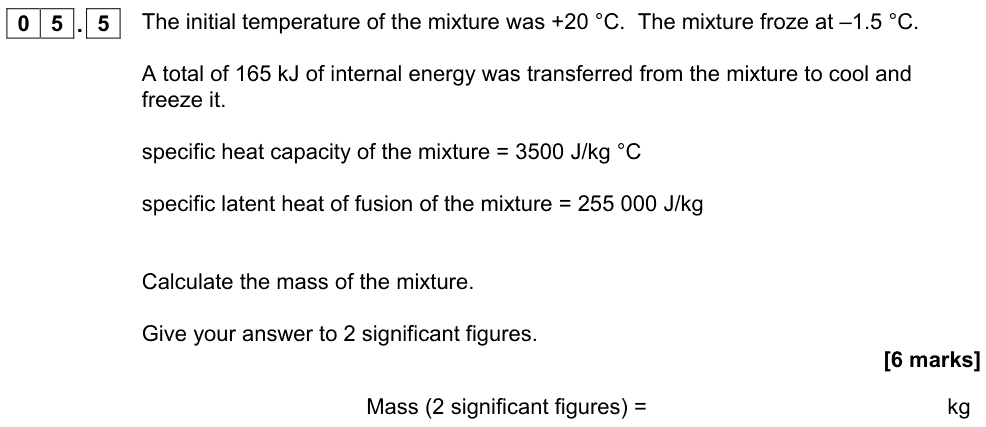 0 5 . 5 The initial temperature of the mixture was +20 °C. The mixture froze at –1.5 °C.
A total of 165 kJ of internal energy was transferred from the mixture to cool and
freeze it.
specific heat capacity of the mixture = 3500 J/kg °C
specific latent heat of fusion of the mixture = 255 000 J/kg
Calculate the mass of the mixture.
Give your answer to 2 significant figures.
[6 marks]
Mass (2 significant figures) = kg